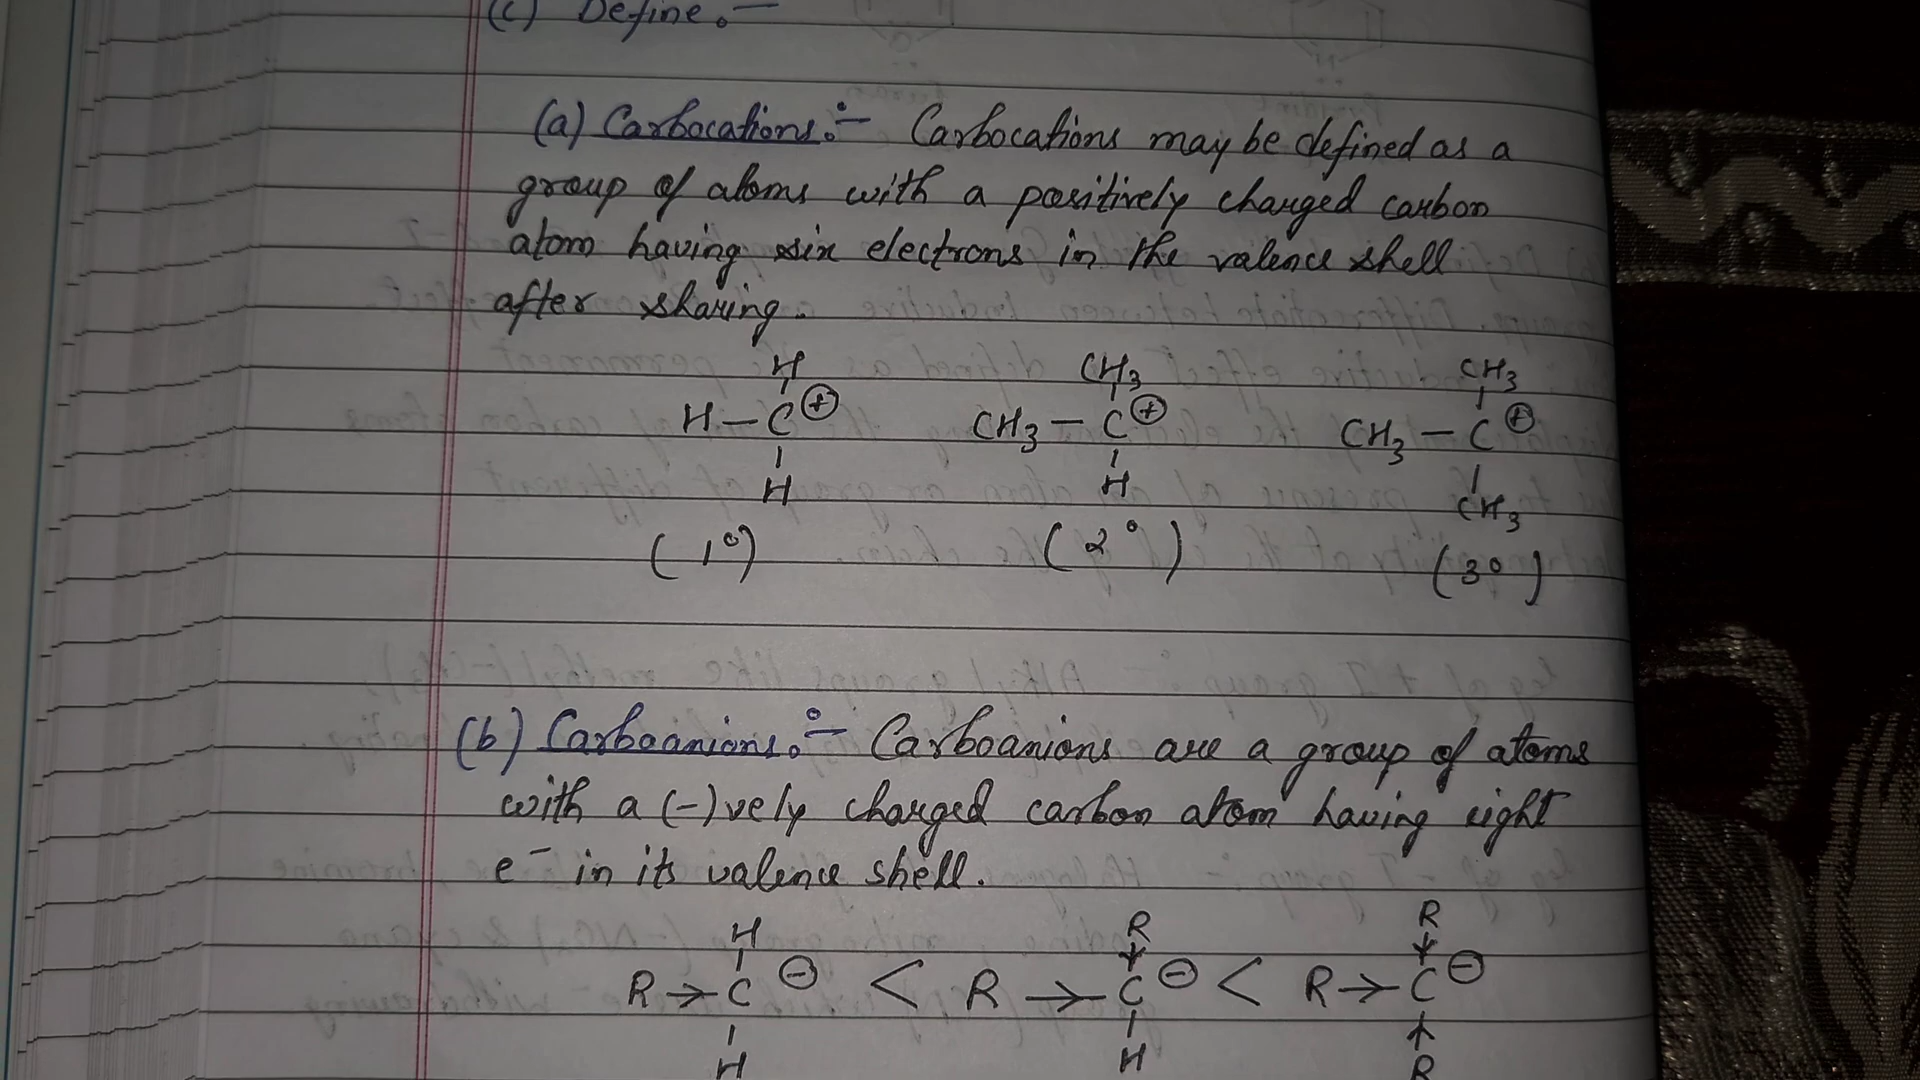 (c) Define:-
(a) Carbocations:- Carbocations may be defined as a
group of atoms with a positively charged carbon
atom having six electrons in the valence shell
after sharing.
H CH3 CH3
H-C⊕ CH3-C⊕ CH3-C⊕
H H CH3
(1°) (2°) (3°)
(b) Carboanions:- Carboanions are a group of atoms
with a (-)vely charged carbon atom having eight
e⁻ in its valence shell.
H R R
R→C⊖ < R→C⊖ < R→C⊖
H H R